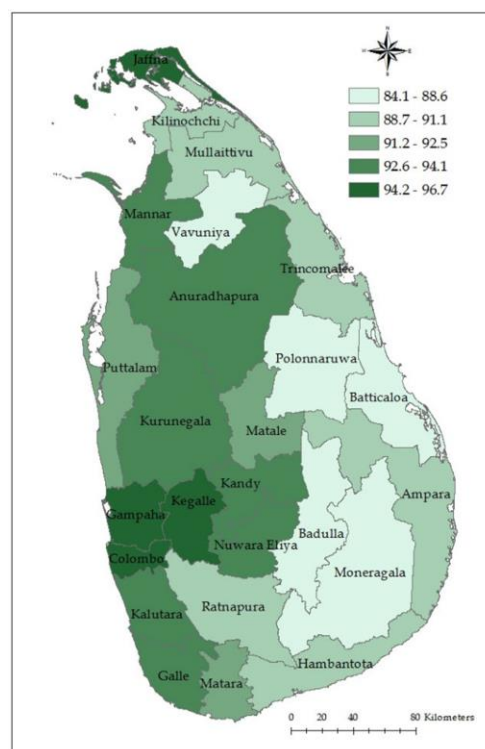 Jaffna
84.1 - 88.6
88.7 - 91.1
91.2 - 92.5
92.6 - 94.1
94.2 - 96.7
Kilinochchi
Mullaittivu
Mannar
Vavuniya
Trincomalee
Anuradhapura
Polonnaruwa
Puttalam
Batticaloa
Kurunegala
Matale
Kandy
Kegalle
Ampara
Gampaha
Badulla
Nuwara Eliya
Colombo
Moneragala
Ratnapura
Kalutara
Hambantota
Galle
Matara
0 20 40 80 Kilometers